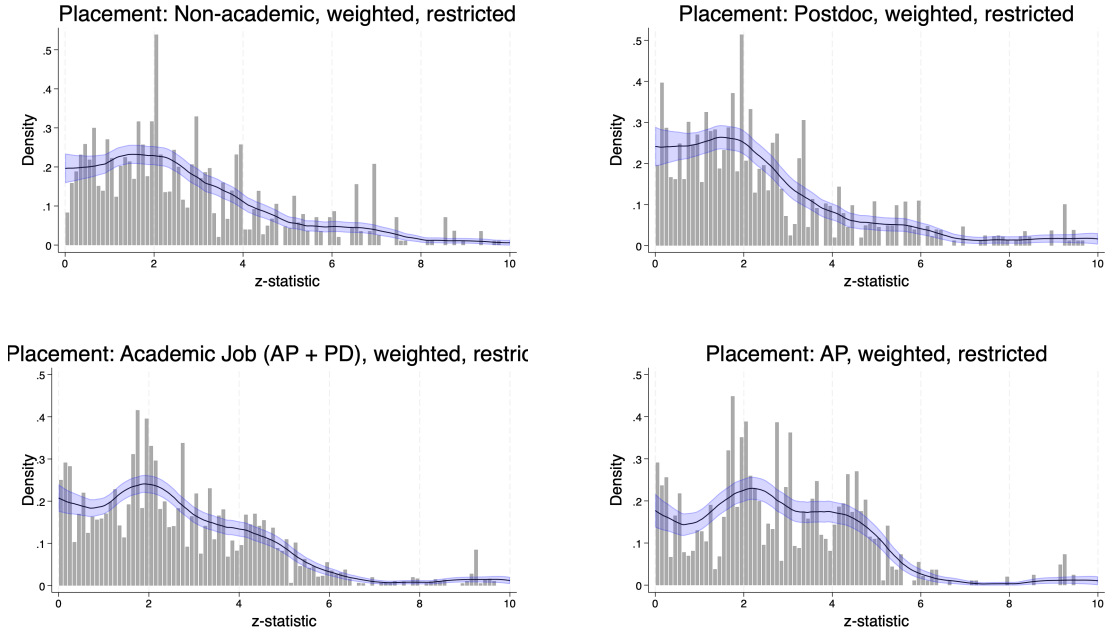 Placement: Non-academic, weighted, restricted
Density
.5
.4
.3
.2
.1
0
0 2 4 6 8 10
z-statistic
Placement: Postdoc, weighted, restricted
Density
.5
.4
.3
.2
.1
0
0 2 4 6 8 10
z-statistic
Placement: Academic Job (AP + PD), weighted, restric
Density
.5
.4
.3
.2
.1
0
0 2 4 6 8 10
z-statistic
Placement: AP, weighted, restricted
Density
.5
.4
.3
.2
.1
0
0 2 4 6 8 10
z-statistic